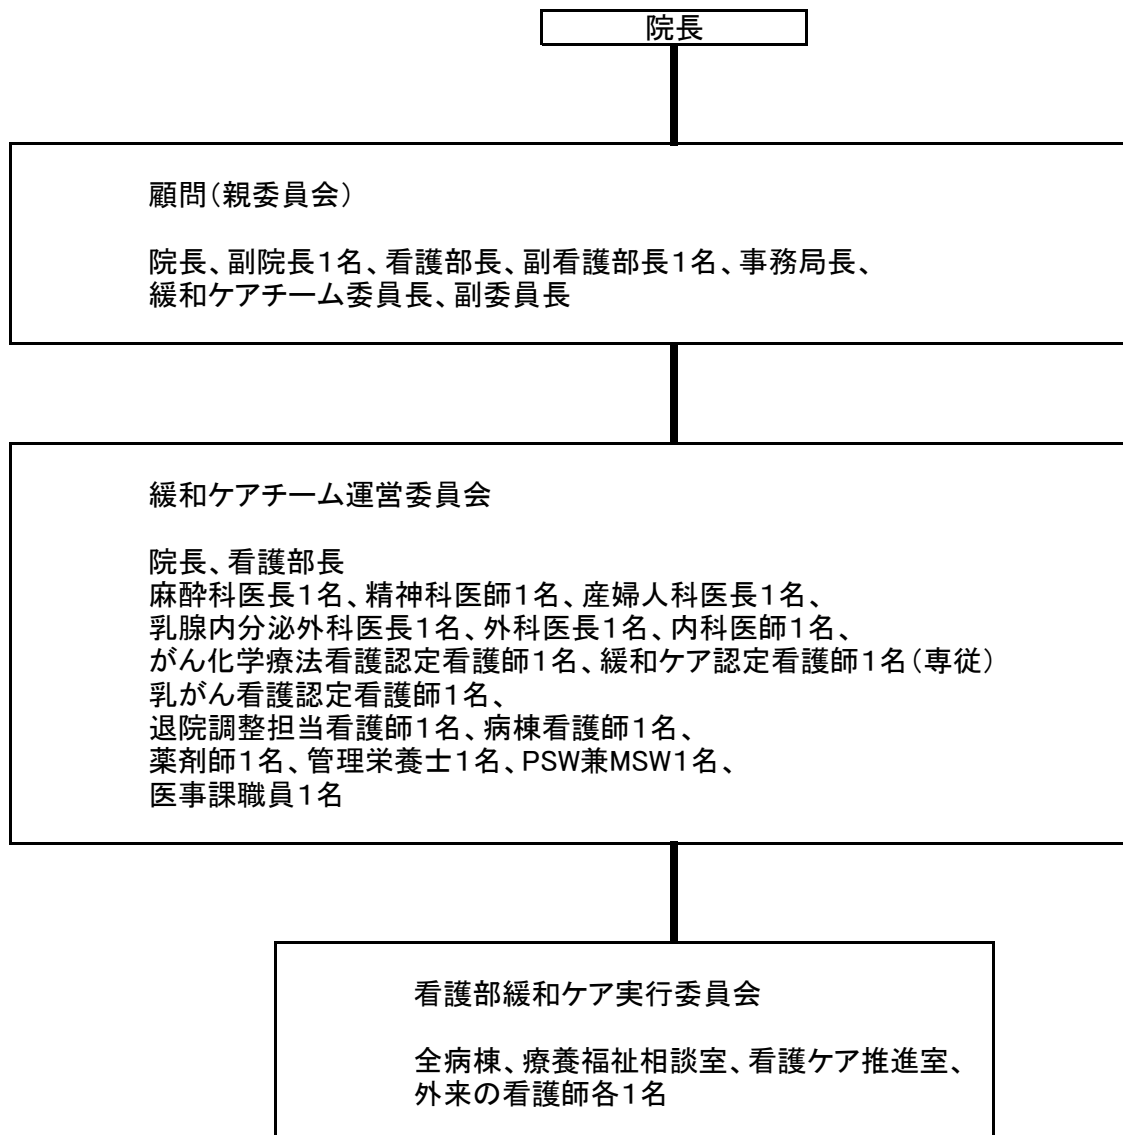 院長
顧問（親委員会）
院長、副院長１名、看護部長、副看護部長１名、事務局長、
緩和ケアチーム委員長、副委員長
緩和ケアチーム運営委員会
院長、看護部長
麻酔科医長１名、精神科医師１名、産婦人科医長１名、
乳腺内分泌外科医長１名、外科医長１名、内科医師１名、
がん化学療法看護認定看護師１名、緩和ケア認定看護師１名（専従）
乳がん看護認定看護師１名、
退院調整担当看護師１名、病棟看護師１名、
薬剤師１名、管理栄養士１名、PSW兼MSW１名、
医事課職員１名
看護部緩和ケア実行委員会
全病棟、療養福祉相談室、看護ケア推進室、
外来の看護師各１名